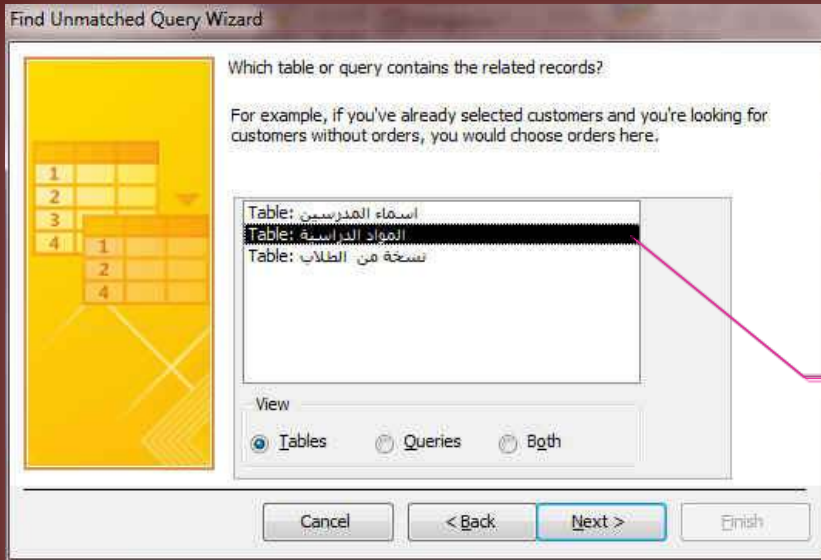 Find Unmatched Query Wizard
Which table or query contains the related records?
For example, if you've already selected customers and you're looking for
customers without orders, you would choose orders here.
1
2
3
4
1
2
4
Table: اسماء المدرسين
Table: المواد الدراسية
Table: نسخة من الطلاب
View
Tables Queries Both
Cancel < Back Next > Finish